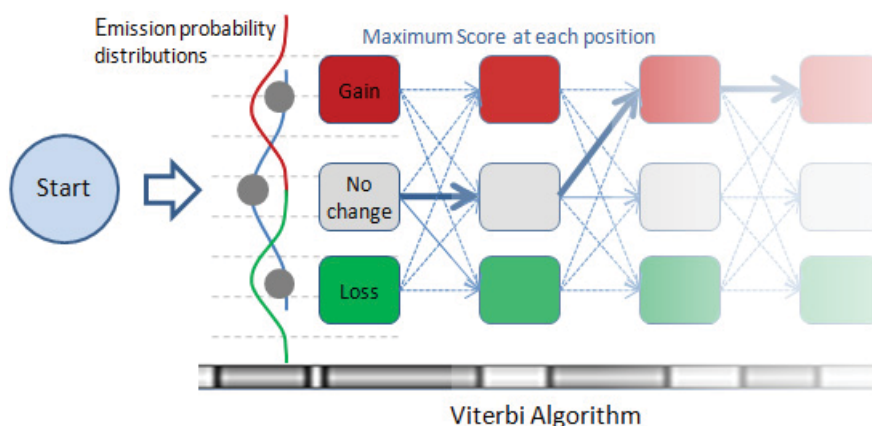 Emission probability
distributions
Maximum Score at each position
Gain
Start
No
change
Loss
Viterbi Algorithm